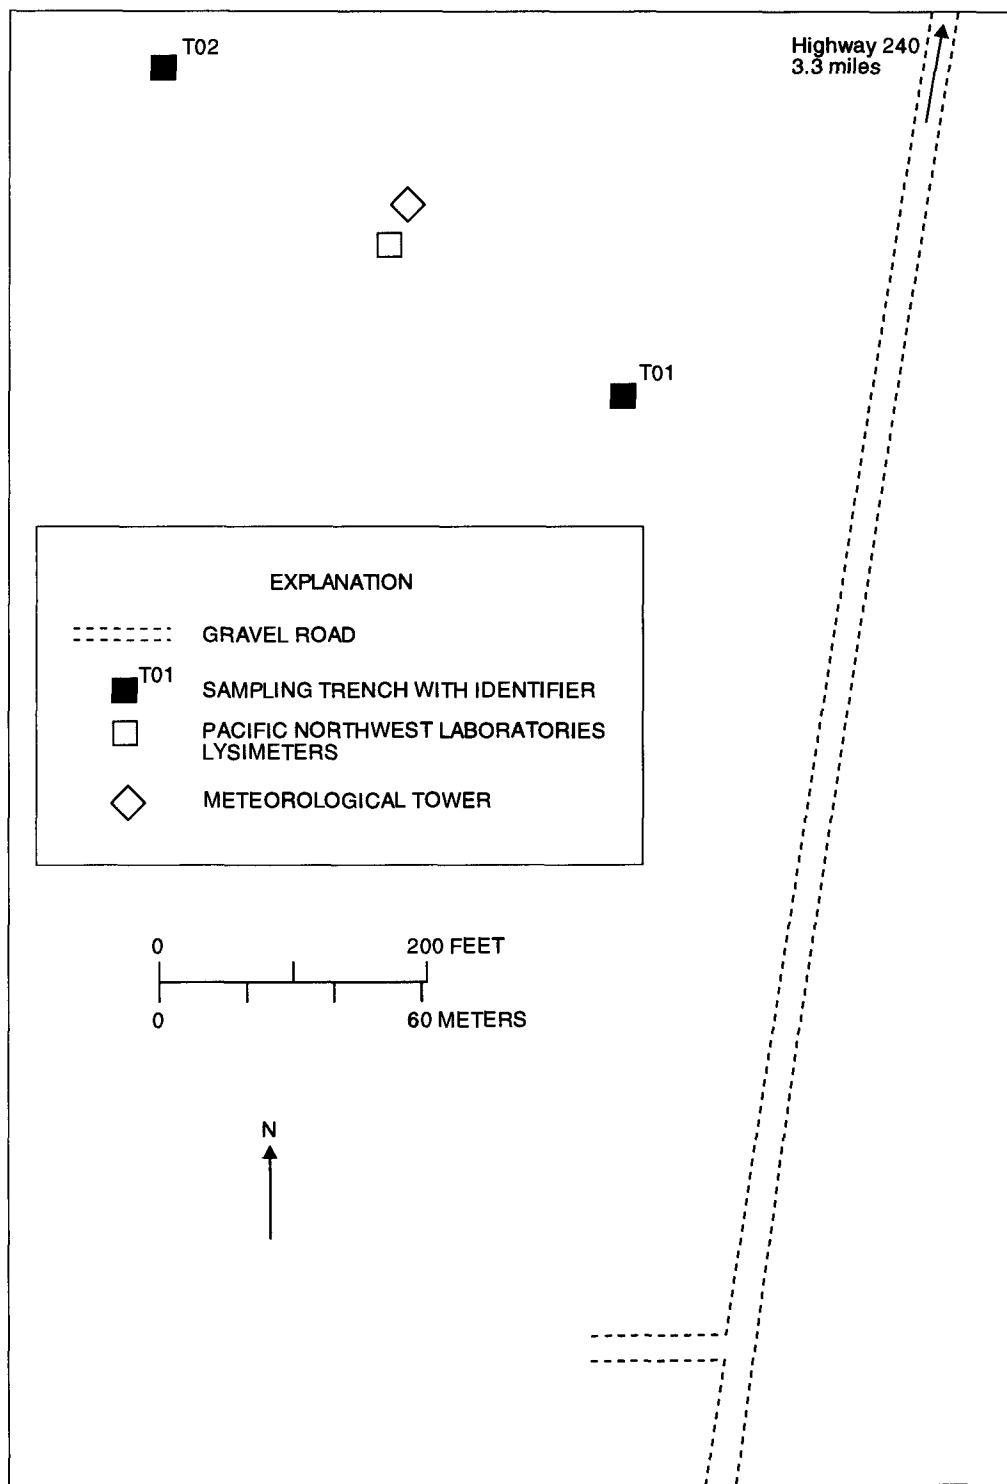 T02
Highway 240
3.3 miles
T01
EXPLANATION
GRAVEL ROAD
T01
SAMPLING TRENCH WITH IDENTIFIER
PACIFIC NORTHWEST LABORATORIES
LYSIMETERS
METEOROLOGICAL TOWER
0 200 FEET
0 60 METERS
N